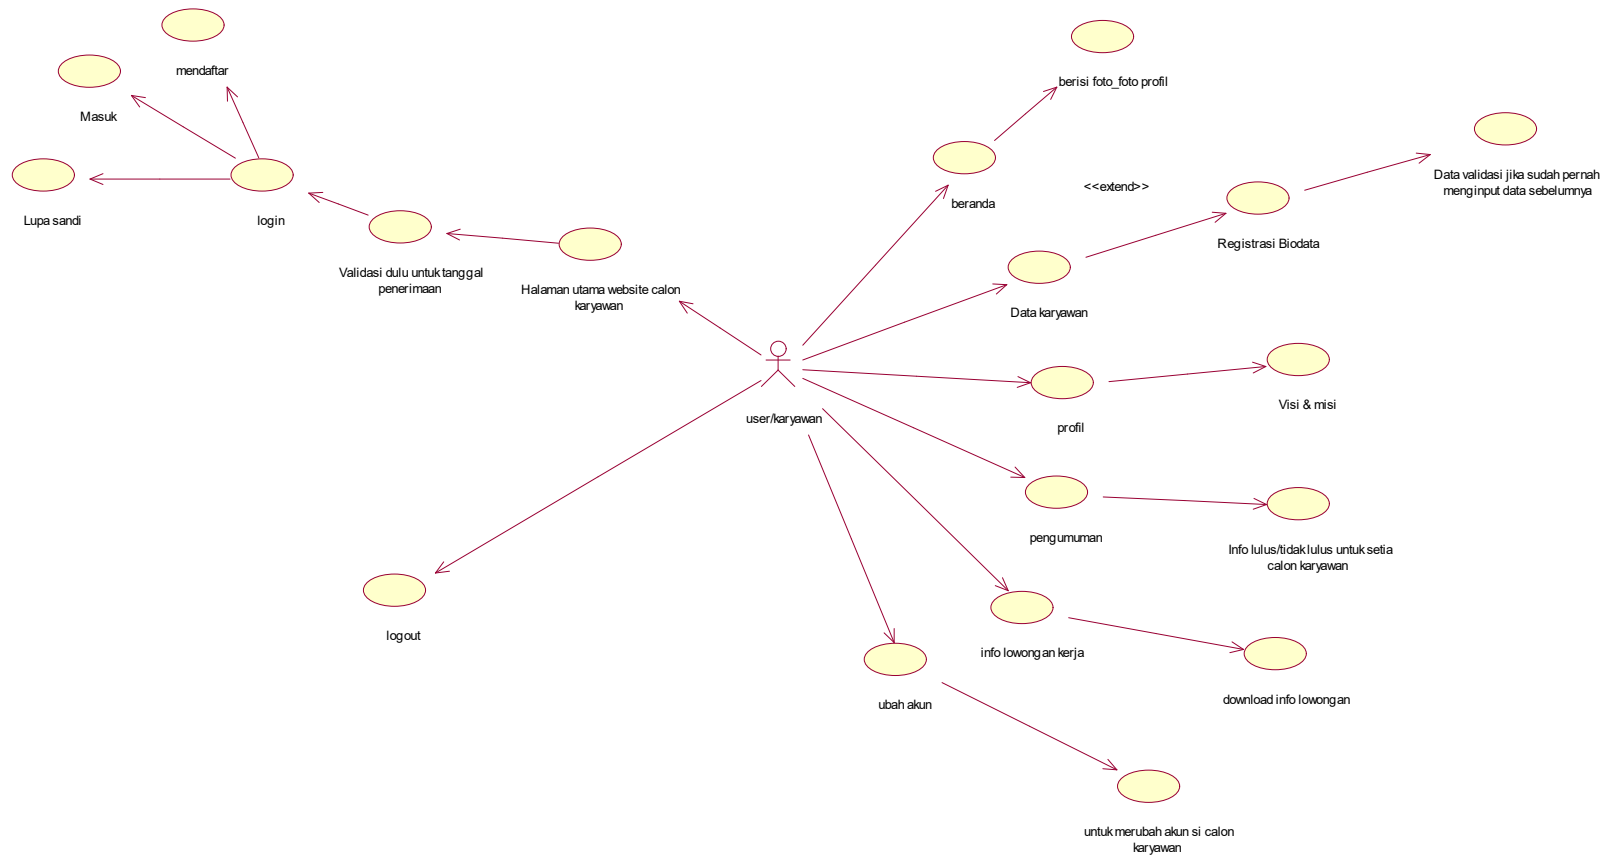 mendaftar
berisi foto_foto profil
Masuk
Data validasi jika sudah pernah
menginput data sebelumnya
<<extend>>
beranda
Lupa sandi
login
Registrasi Biodata
Validasi dulu untuk tanggal
penerimaan
Halaman utama website calon
karyawan
Data karyawan
Visi & misi
user/karyawan
profil
pengumuman
Info lulus/tidak lulus untuk setia
calon karyawan
logout
info lowongan kerja
ubah akun
download info lowongan
untuk merubah akun si calon
karyawan